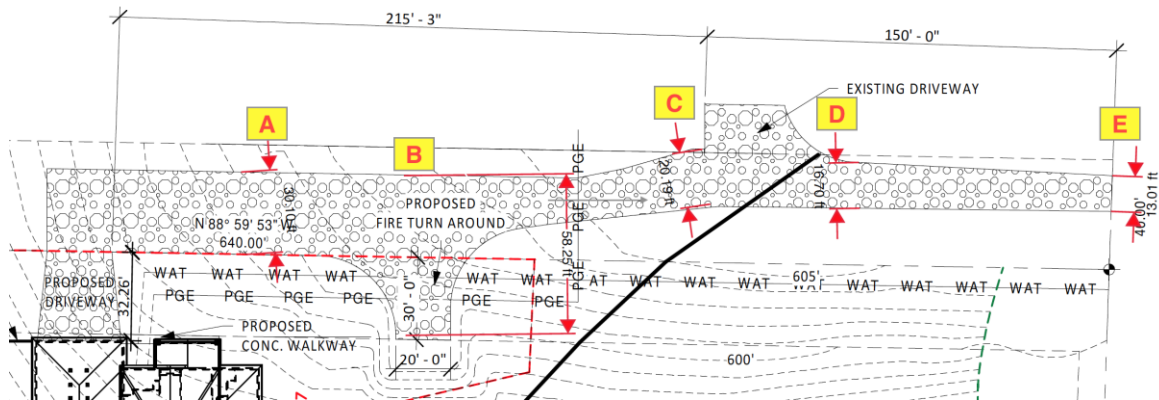 215' - 3"
150' - 0"
EXISTING DRIVEWAY
A
B
C
D
E
PGE
PGE
PGE
20.19 ft
16.70 ft
13.01 ft
40.00'
30.10 ft
PROPOSED
FIRE TURN AROUND
N 88° 59' 53" W
640.00'
58.25 ft
WAT WAT WAT WAT WAT WAT WAT WAT WAT WAT WAT WAT WAT WAT
605'
PROPOSED
DRIVEWAY
32.26'
PGE PGE PGE PGE PGE PGE
30' - 0"
PROPOSED
CONC. WALKWAY
20' - 0"
600'